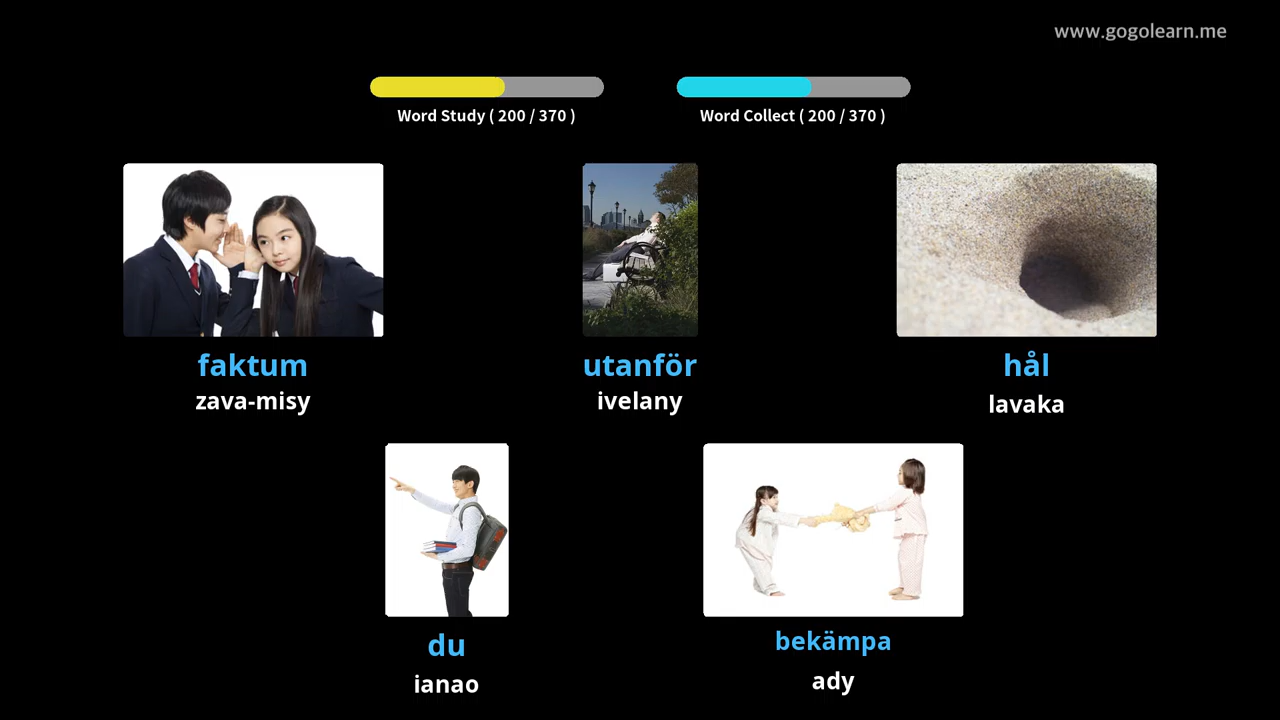 www.gogolearn.me
Word Study ( 200 / 370 )
Word Collect ( 200 / 370 )
faktum
zava-misy
utanför
ivelany
hål
lavaka
du
ianao
bekämpa
ady